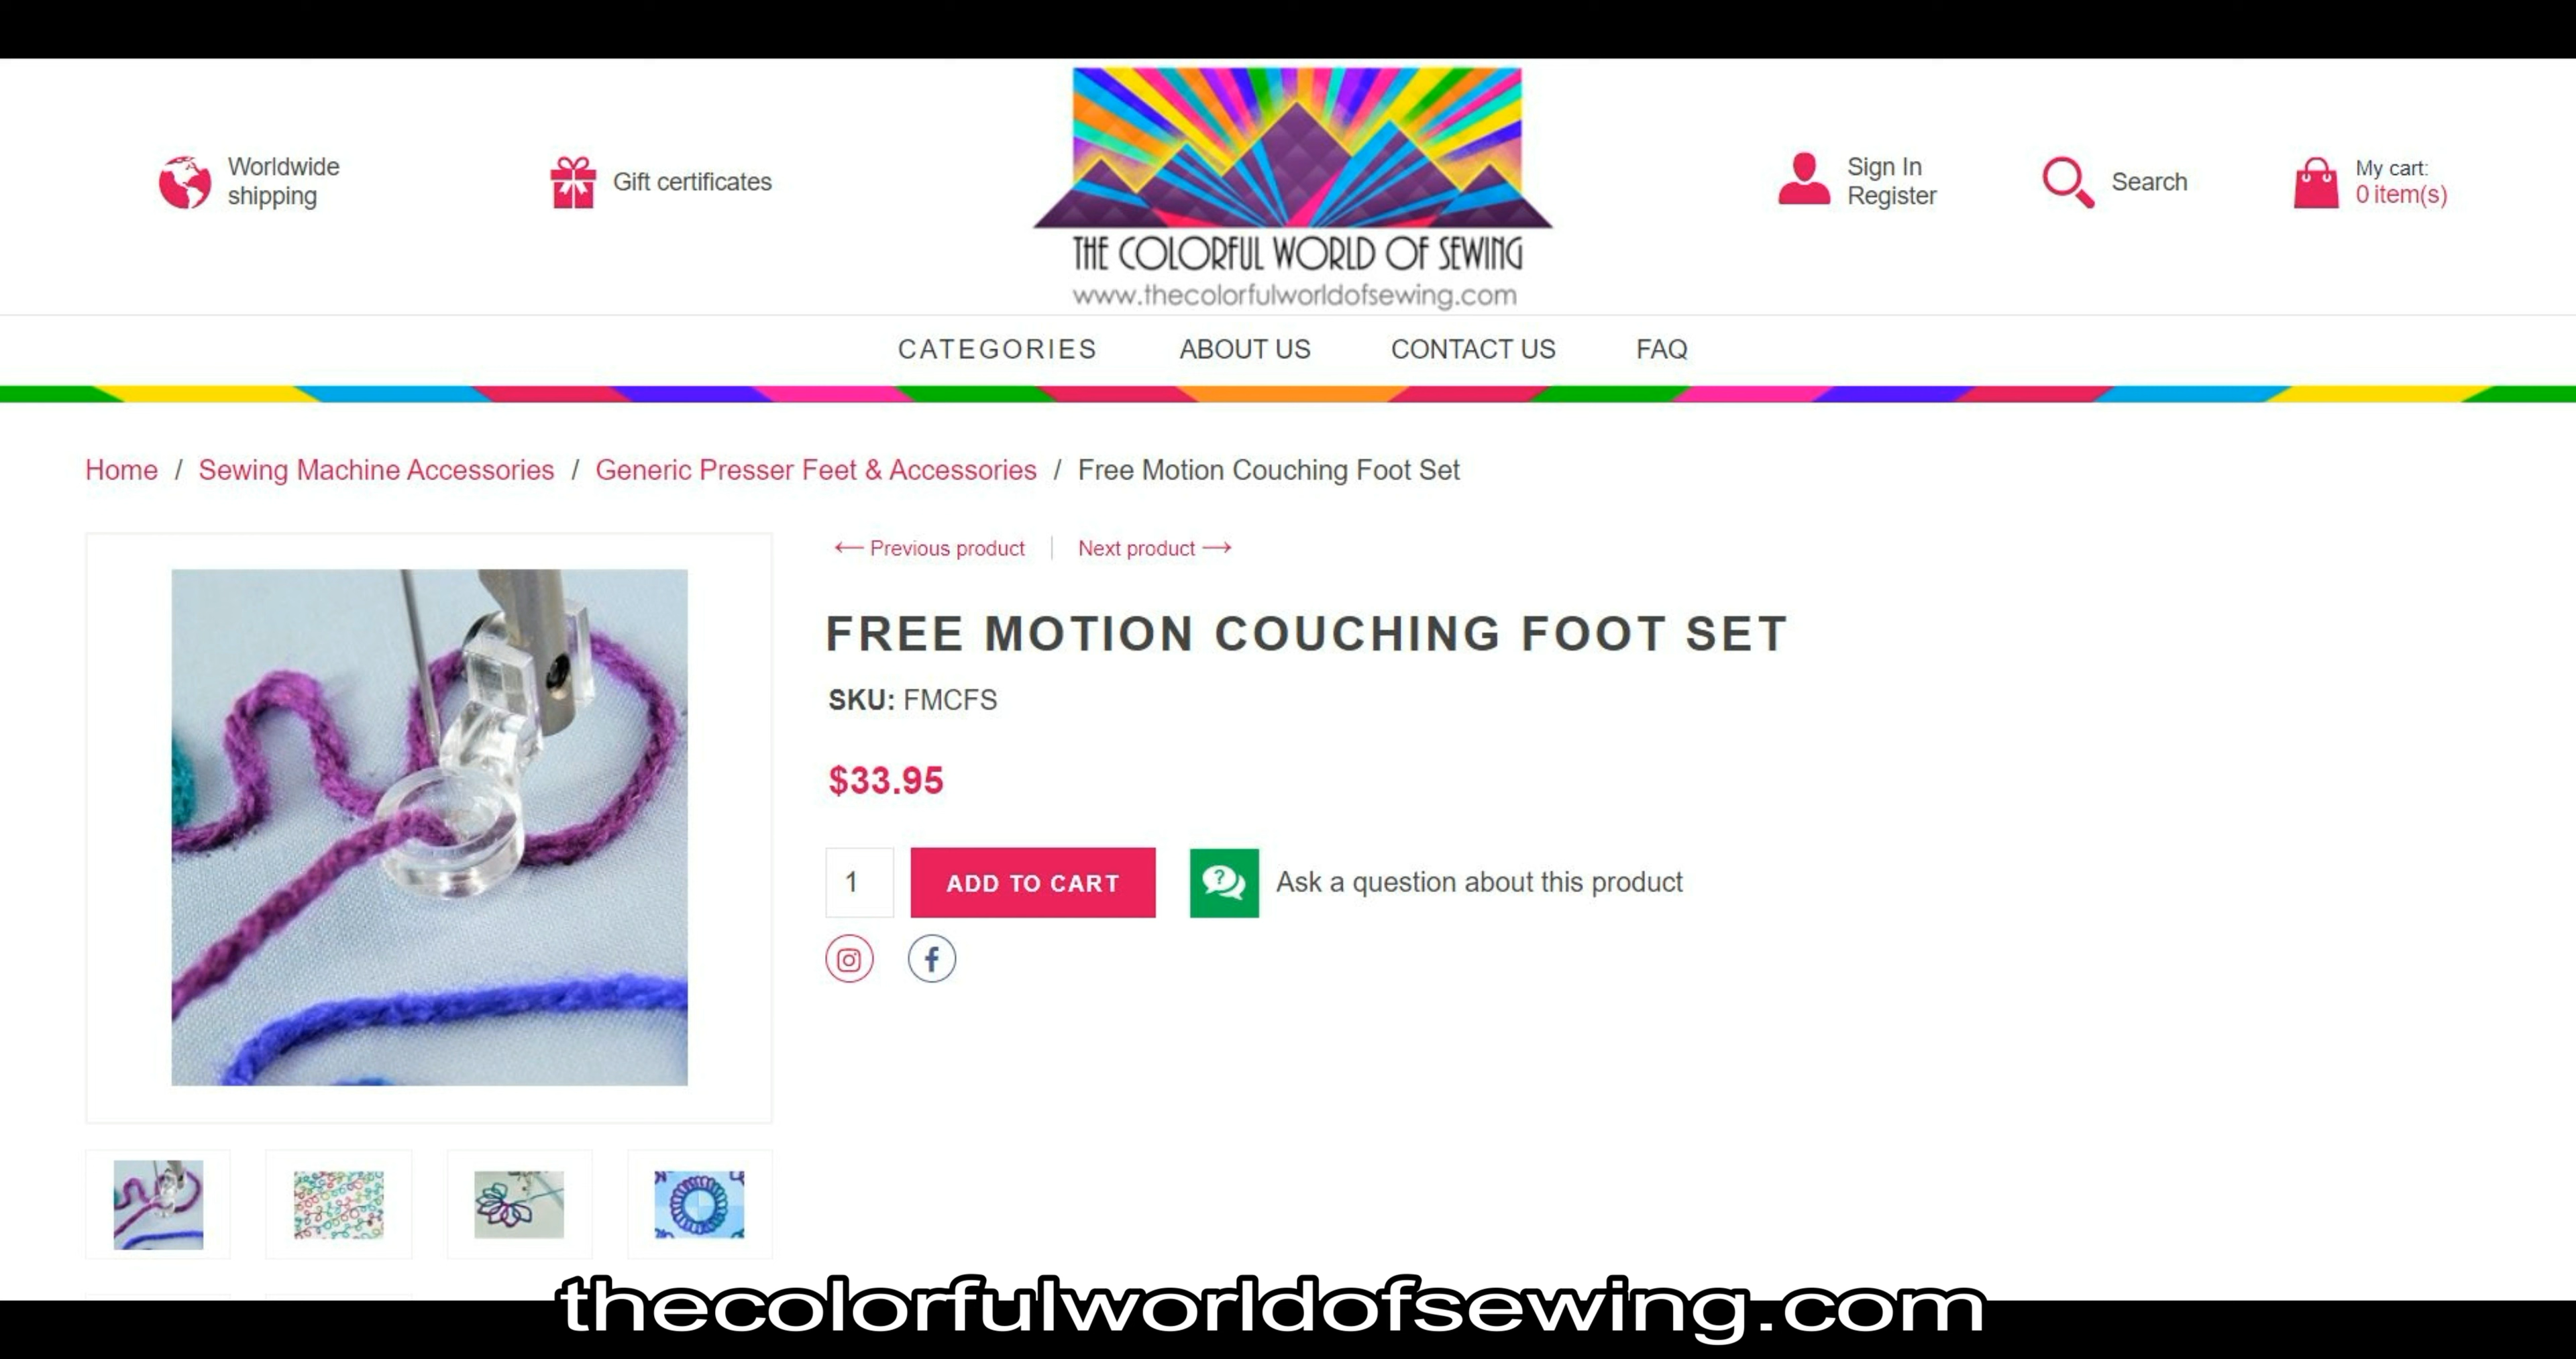 Worldwide
shipping
Gift certificates
THE COLORFUL WORLD OF SEWING
www.thecolorfulworldofsewing.com
Sign In
Register
Search
My cart:
0 item(s)
CATEGORIES ABOUT US CONTACT US FAQ
Home / Sewing Machine Accessories / Generic Presser Feet & Accessories / Free Motion Couching Foot Set
← Previous product | Next product →
FREE MOTION COUCHING FOOT SET
SKU: FMCFS
$33.95
1 ADD TO CART ? Ask a question about this product
thecolorfulworldofsewing.com